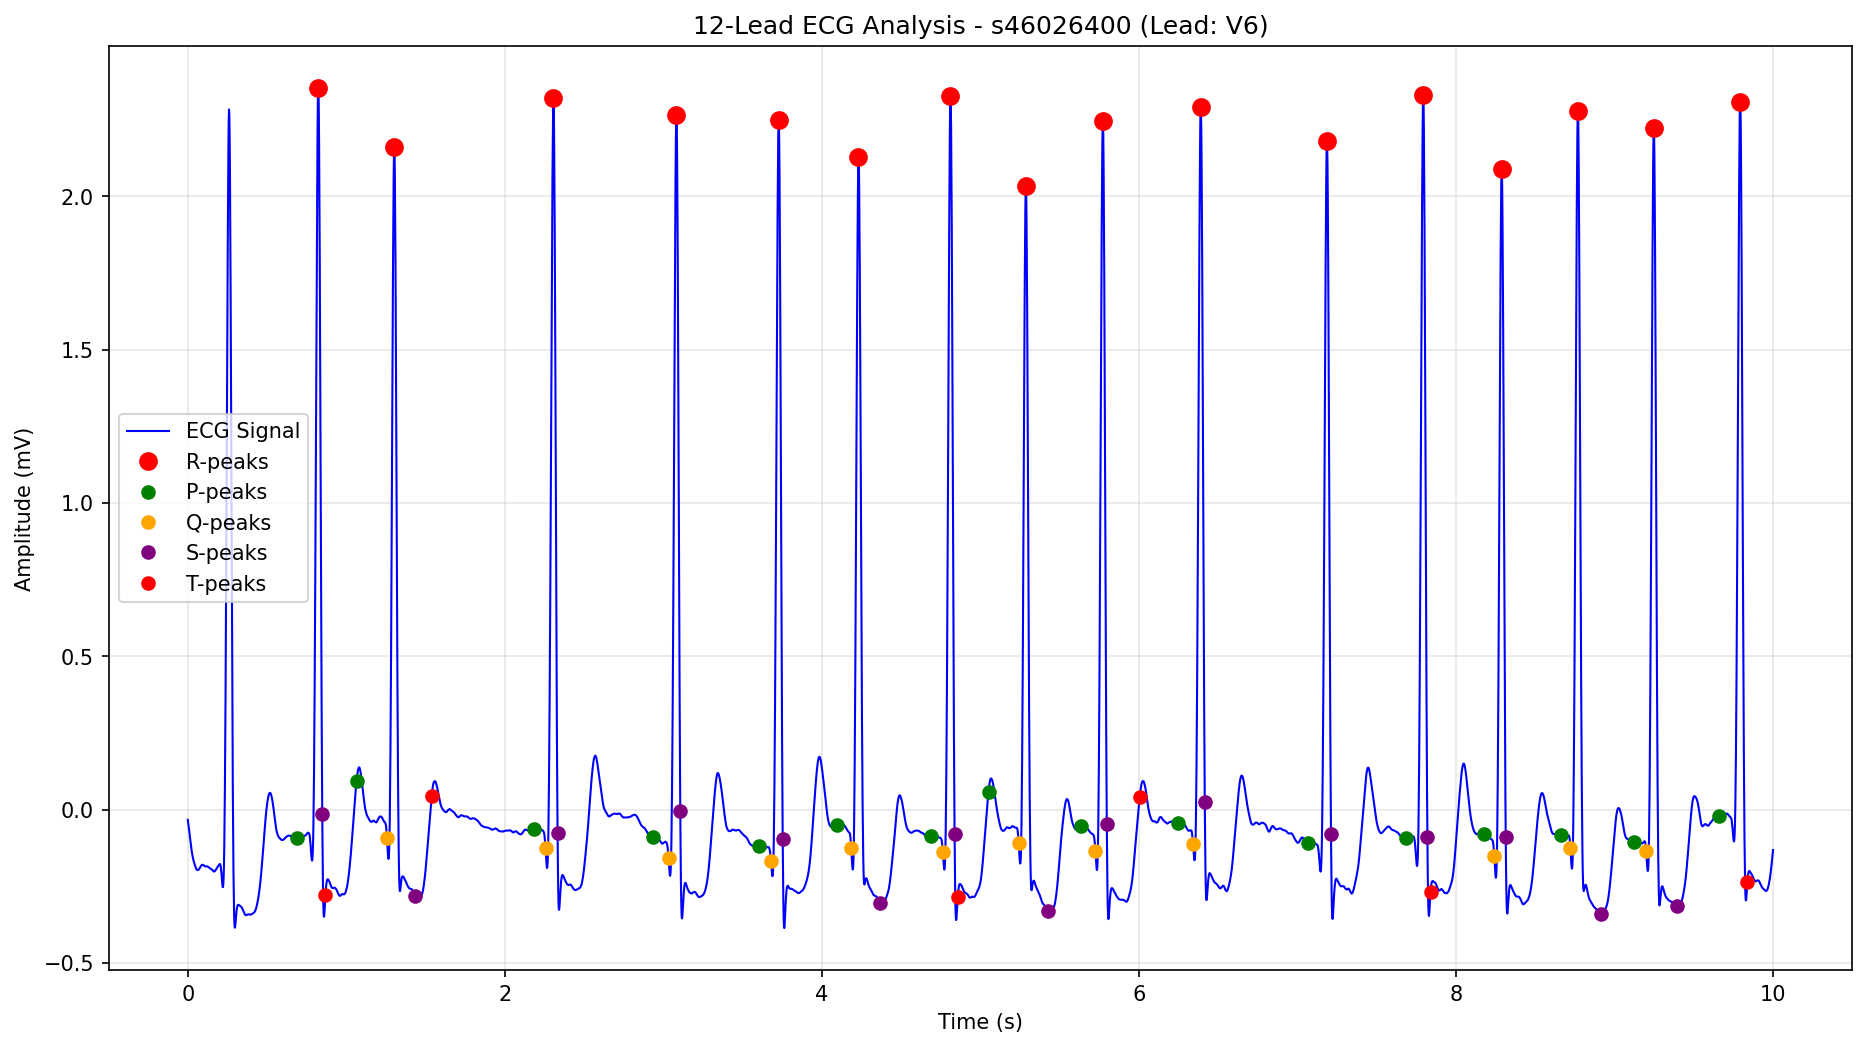 12-Lead ECG Analysis - s46026400 (Lead: V6)
Amplitude (mV)
2.0
1.5
1.0
0.5
0.0
−0.5
ECG Signal
R-peaks
P-peaks
Q-peaks
S-peaks
T-peaks
0 2 4 6 8 10
Time (s)